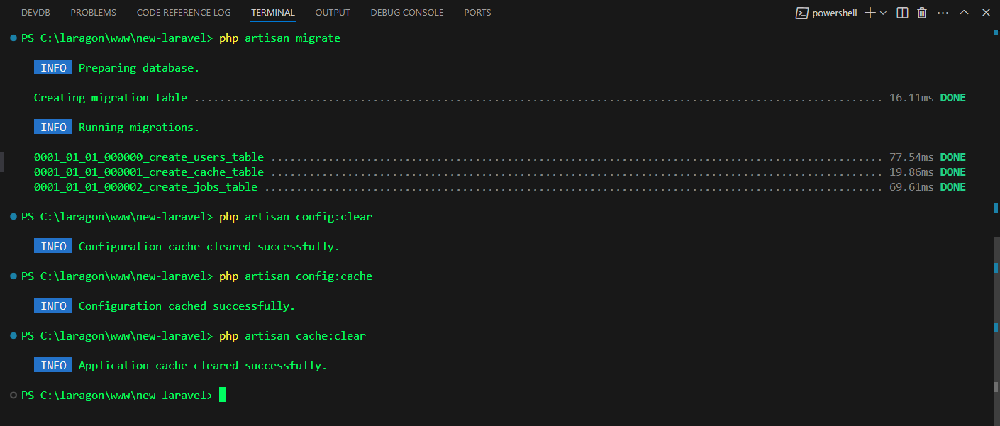 DEVDB PROBLEMS CODE REFERENCE LOG TERMINAL OUTPUT DEBUG CONSOLE PORTS powershell
PS C:\laragon\www\new-laravel> php artisan migrate
INFO Preparing database.
Creating migration table ............................................................................................................ 16.11ms DONE
INFO Running migrations.
0001_01_01_000000_create_users_table ................................................................................................ 77.54ms DONE
0001_01_01_000001_create_cache_table ................................................................................................ 19.86ms DONE
0001_01_01_000002_create_jobs_table ................................................................................................. 69.61ms DONE
PS C:\laragon\www\new-laravel> php artisan config:clear
INFO Configuration cache cleared successfully.
PS C:\laragon\www\new-laravel> php artisan config:cache
INFO Configuration cached successfully.
PS C:\laragon\www\new-laravel> php artisan cache:clear
INFO Application cache cleared successfully.
PS C:\laragon\www\new-laravel>